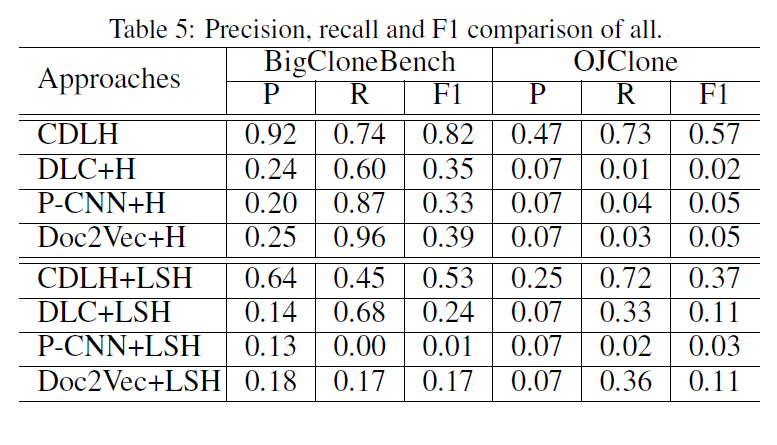 Table 5: Precision, recall and F1 comparison of all.
Approaches BigCloneBench OJClone
P R F1 P R F1
CDLH 0.92 0.74 0.82 0.47 0.73 0.57
DLC+H 0.24 0.60 0.35 0.07 0.01 0.02
P-CNN+H 0.20 0.87 0.33 0.07 0.04 0.05
Doc2Vec+H 0.25 0.96 0.39 0.07 0.03 0.05
CDLH+LSH 0.64 0.45 0.53 0.25 0.72 0.37
DLC+LSH 0.14 0.68 0.24 0.07 0.33 0.11
P-CNN+LSH 0.13 0.00 0.01 0.07 0.02 0.03
Doc2Vec+LSH 0.18 0.17 0.17 0.07 0.36 0.11